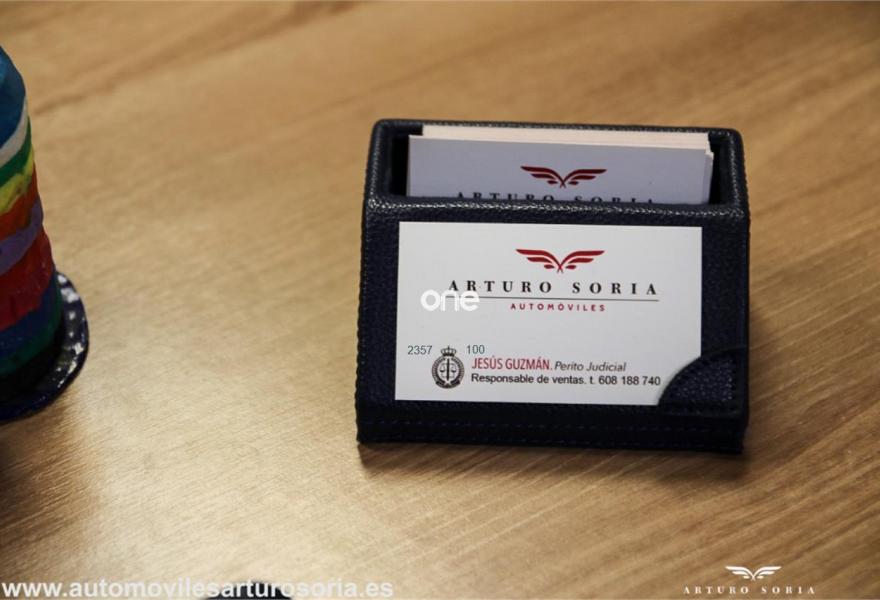 ARTURO SORIA
ARTURO SORIA
AUTOMÓVILES
one
2357 100
JESÚS GUZMÁN. Perito Judicial
Responsable de ventas. t. 608 188 740
www.automovilesarturosoria.es
ARTURO SORIA